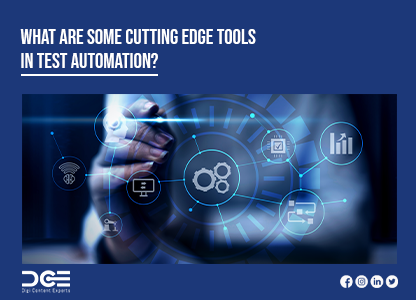 WHAT ARE SOME CUTTING EDGE TOOLS
IN TEST AUTOMATION?
DCE
Digi Content Experts